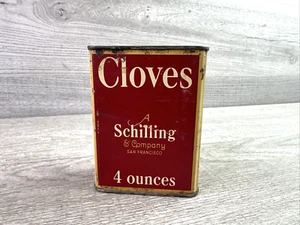 Cloves
A
Schilling
& Company
SAN FRANCISCO
4 ounces